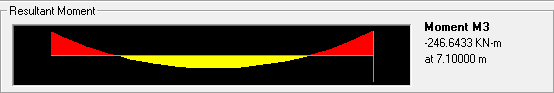 Resultant Moment
Moment M3
-246.6433 KN-m
at 7.10000 m